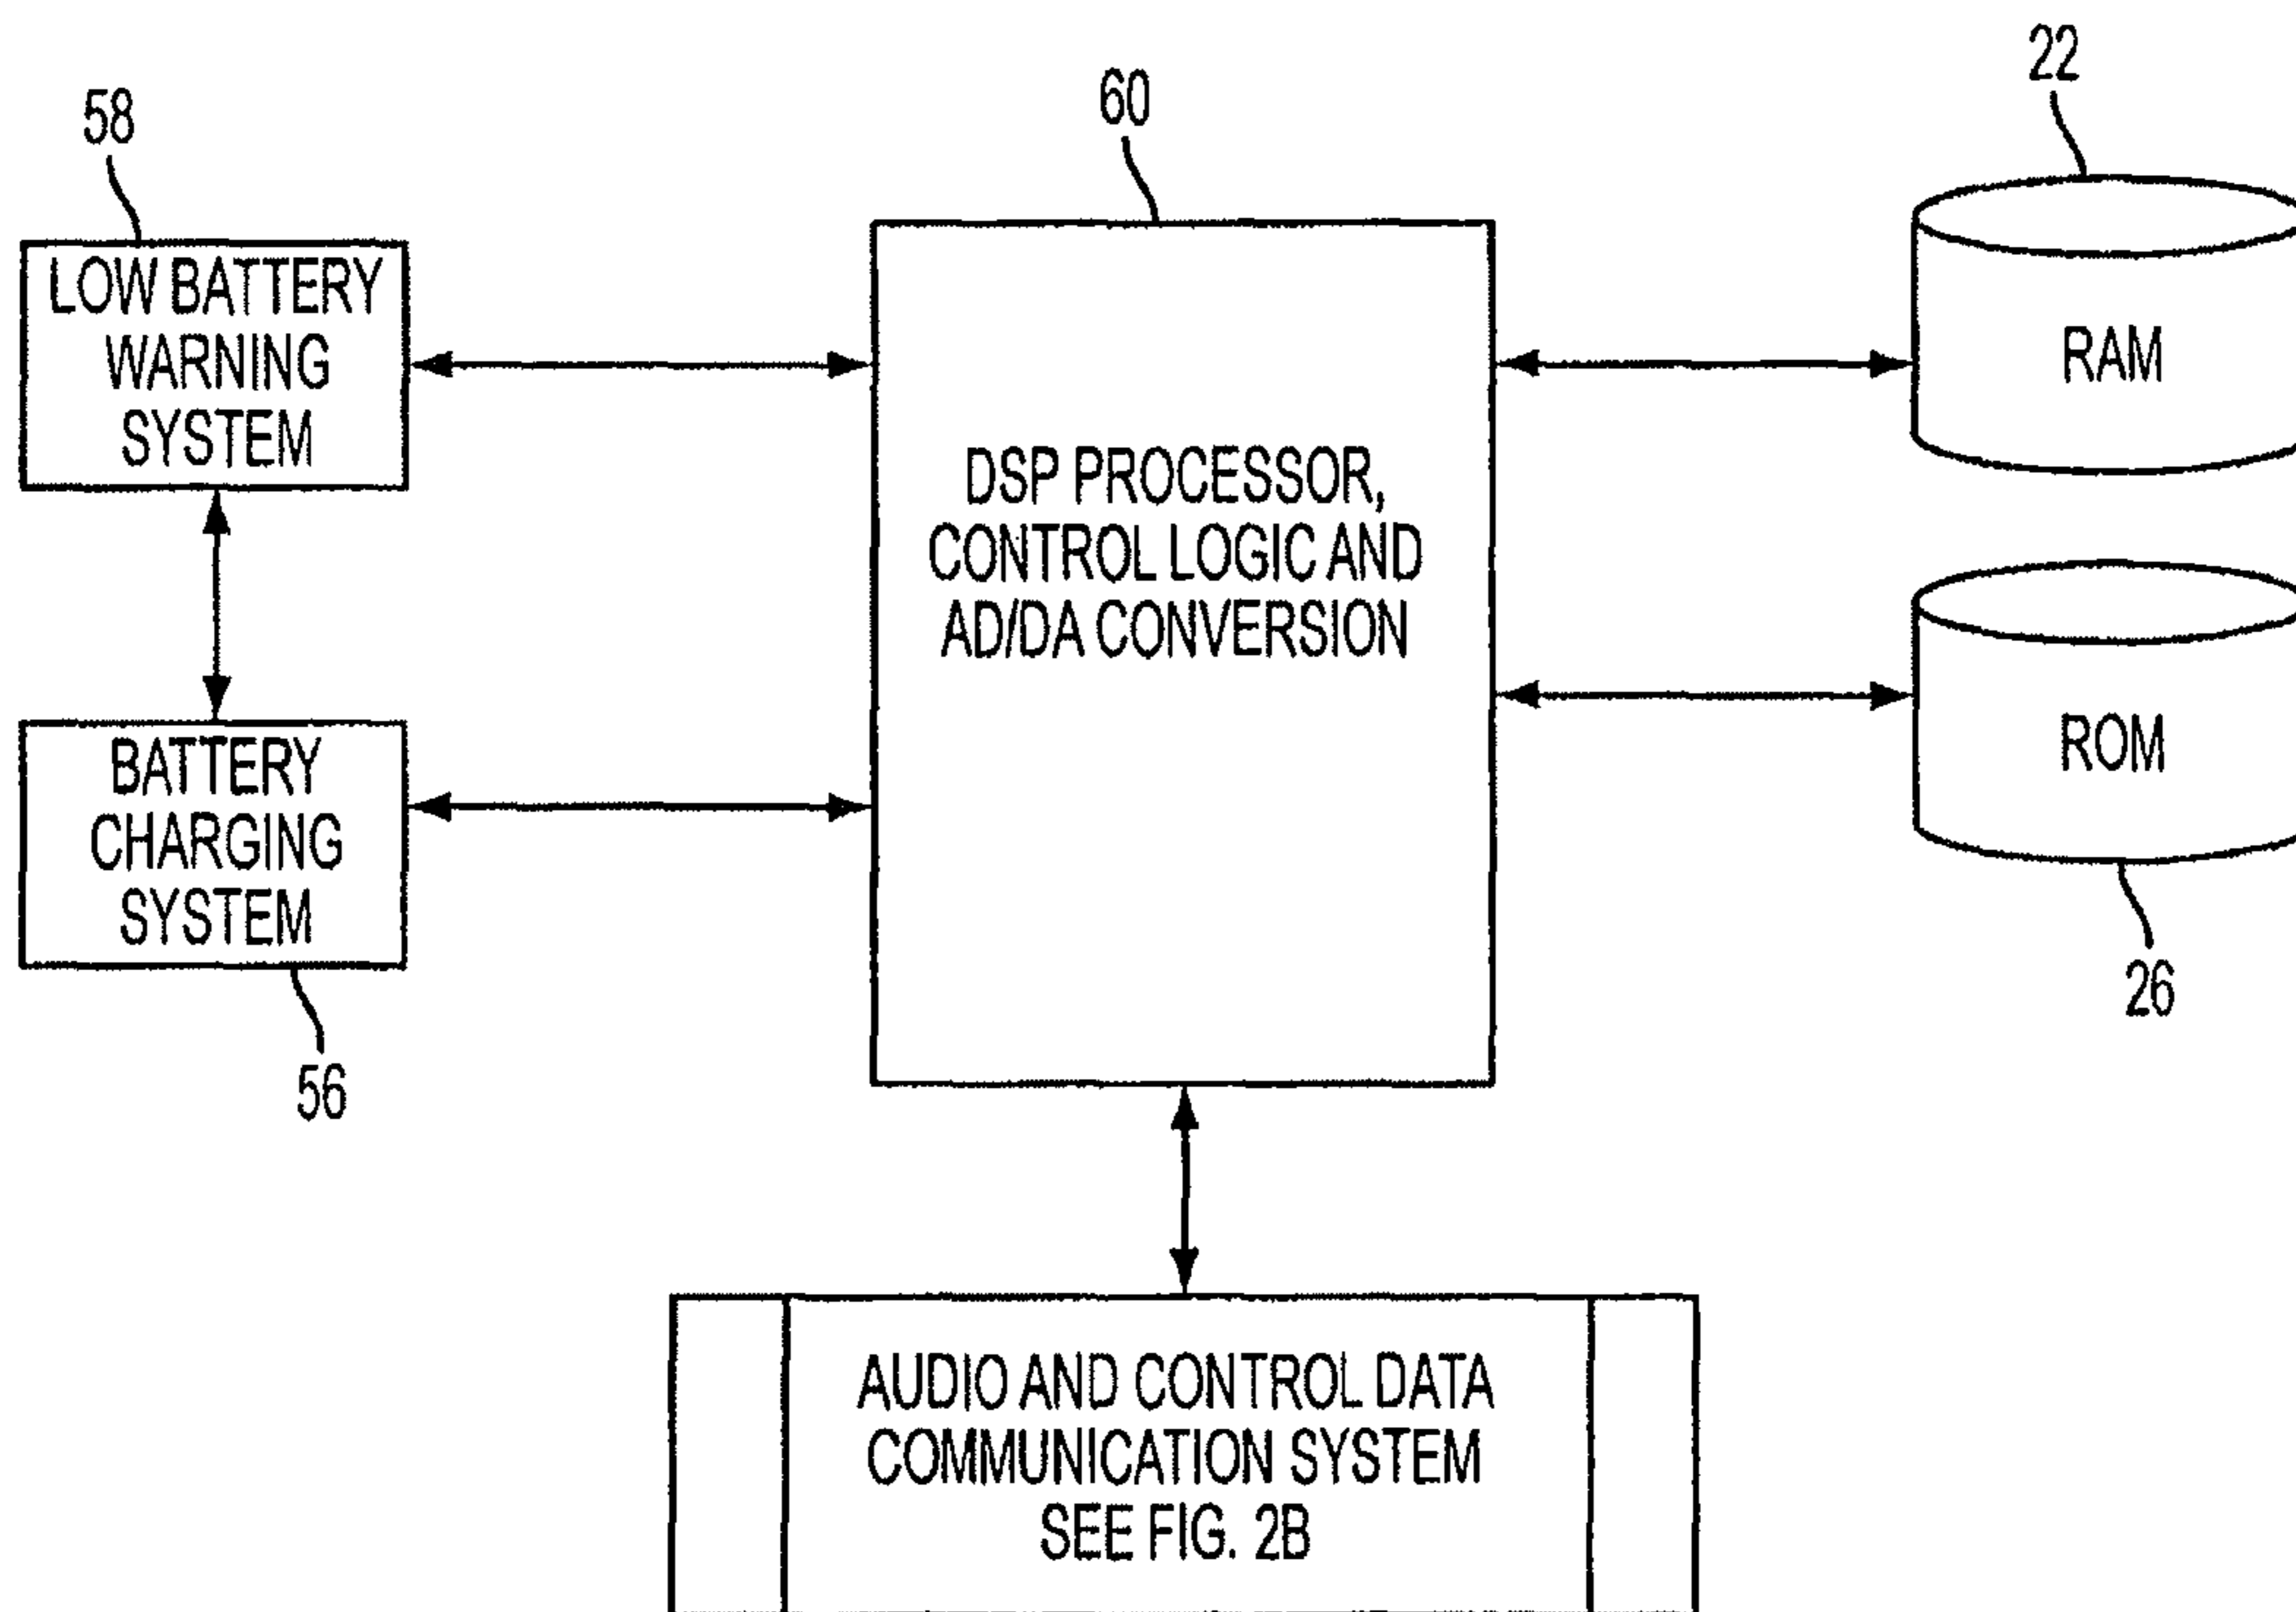 22
60
58
LOW BATTERY
WARNING
SYSTEM
RAM
DSP PROCESSOR,
CONTROL LOGIC AND
AD/DA CONVERSION
ROM
BATTERY
CHARGING
SYSTEM
26
56
AUDIO AND CONTROL DATA
COMMUNICATION SYSTEM
SEE FIG. 2B